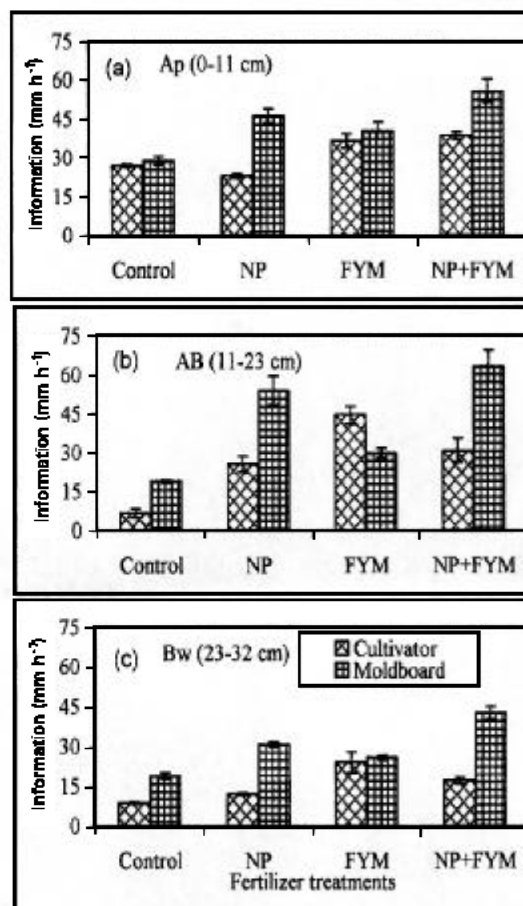 75
(a) Ap (0-11 cm)
60
45
30
15
0
Information (mm h⁻¹)
Control NP FYM NP+FYM
75
(b) AB (11-23 cm)
60
45
30
15
0
Information (mm h⁻¹)
Control NP FYM NP+FYM
75
(c) Bw (23-32 cm)
Cultivator
Moldboard
60
45
30
15
0
Information (mm h⁻¹)
Control NP FYM NP+FYM
Fertilizer treatments